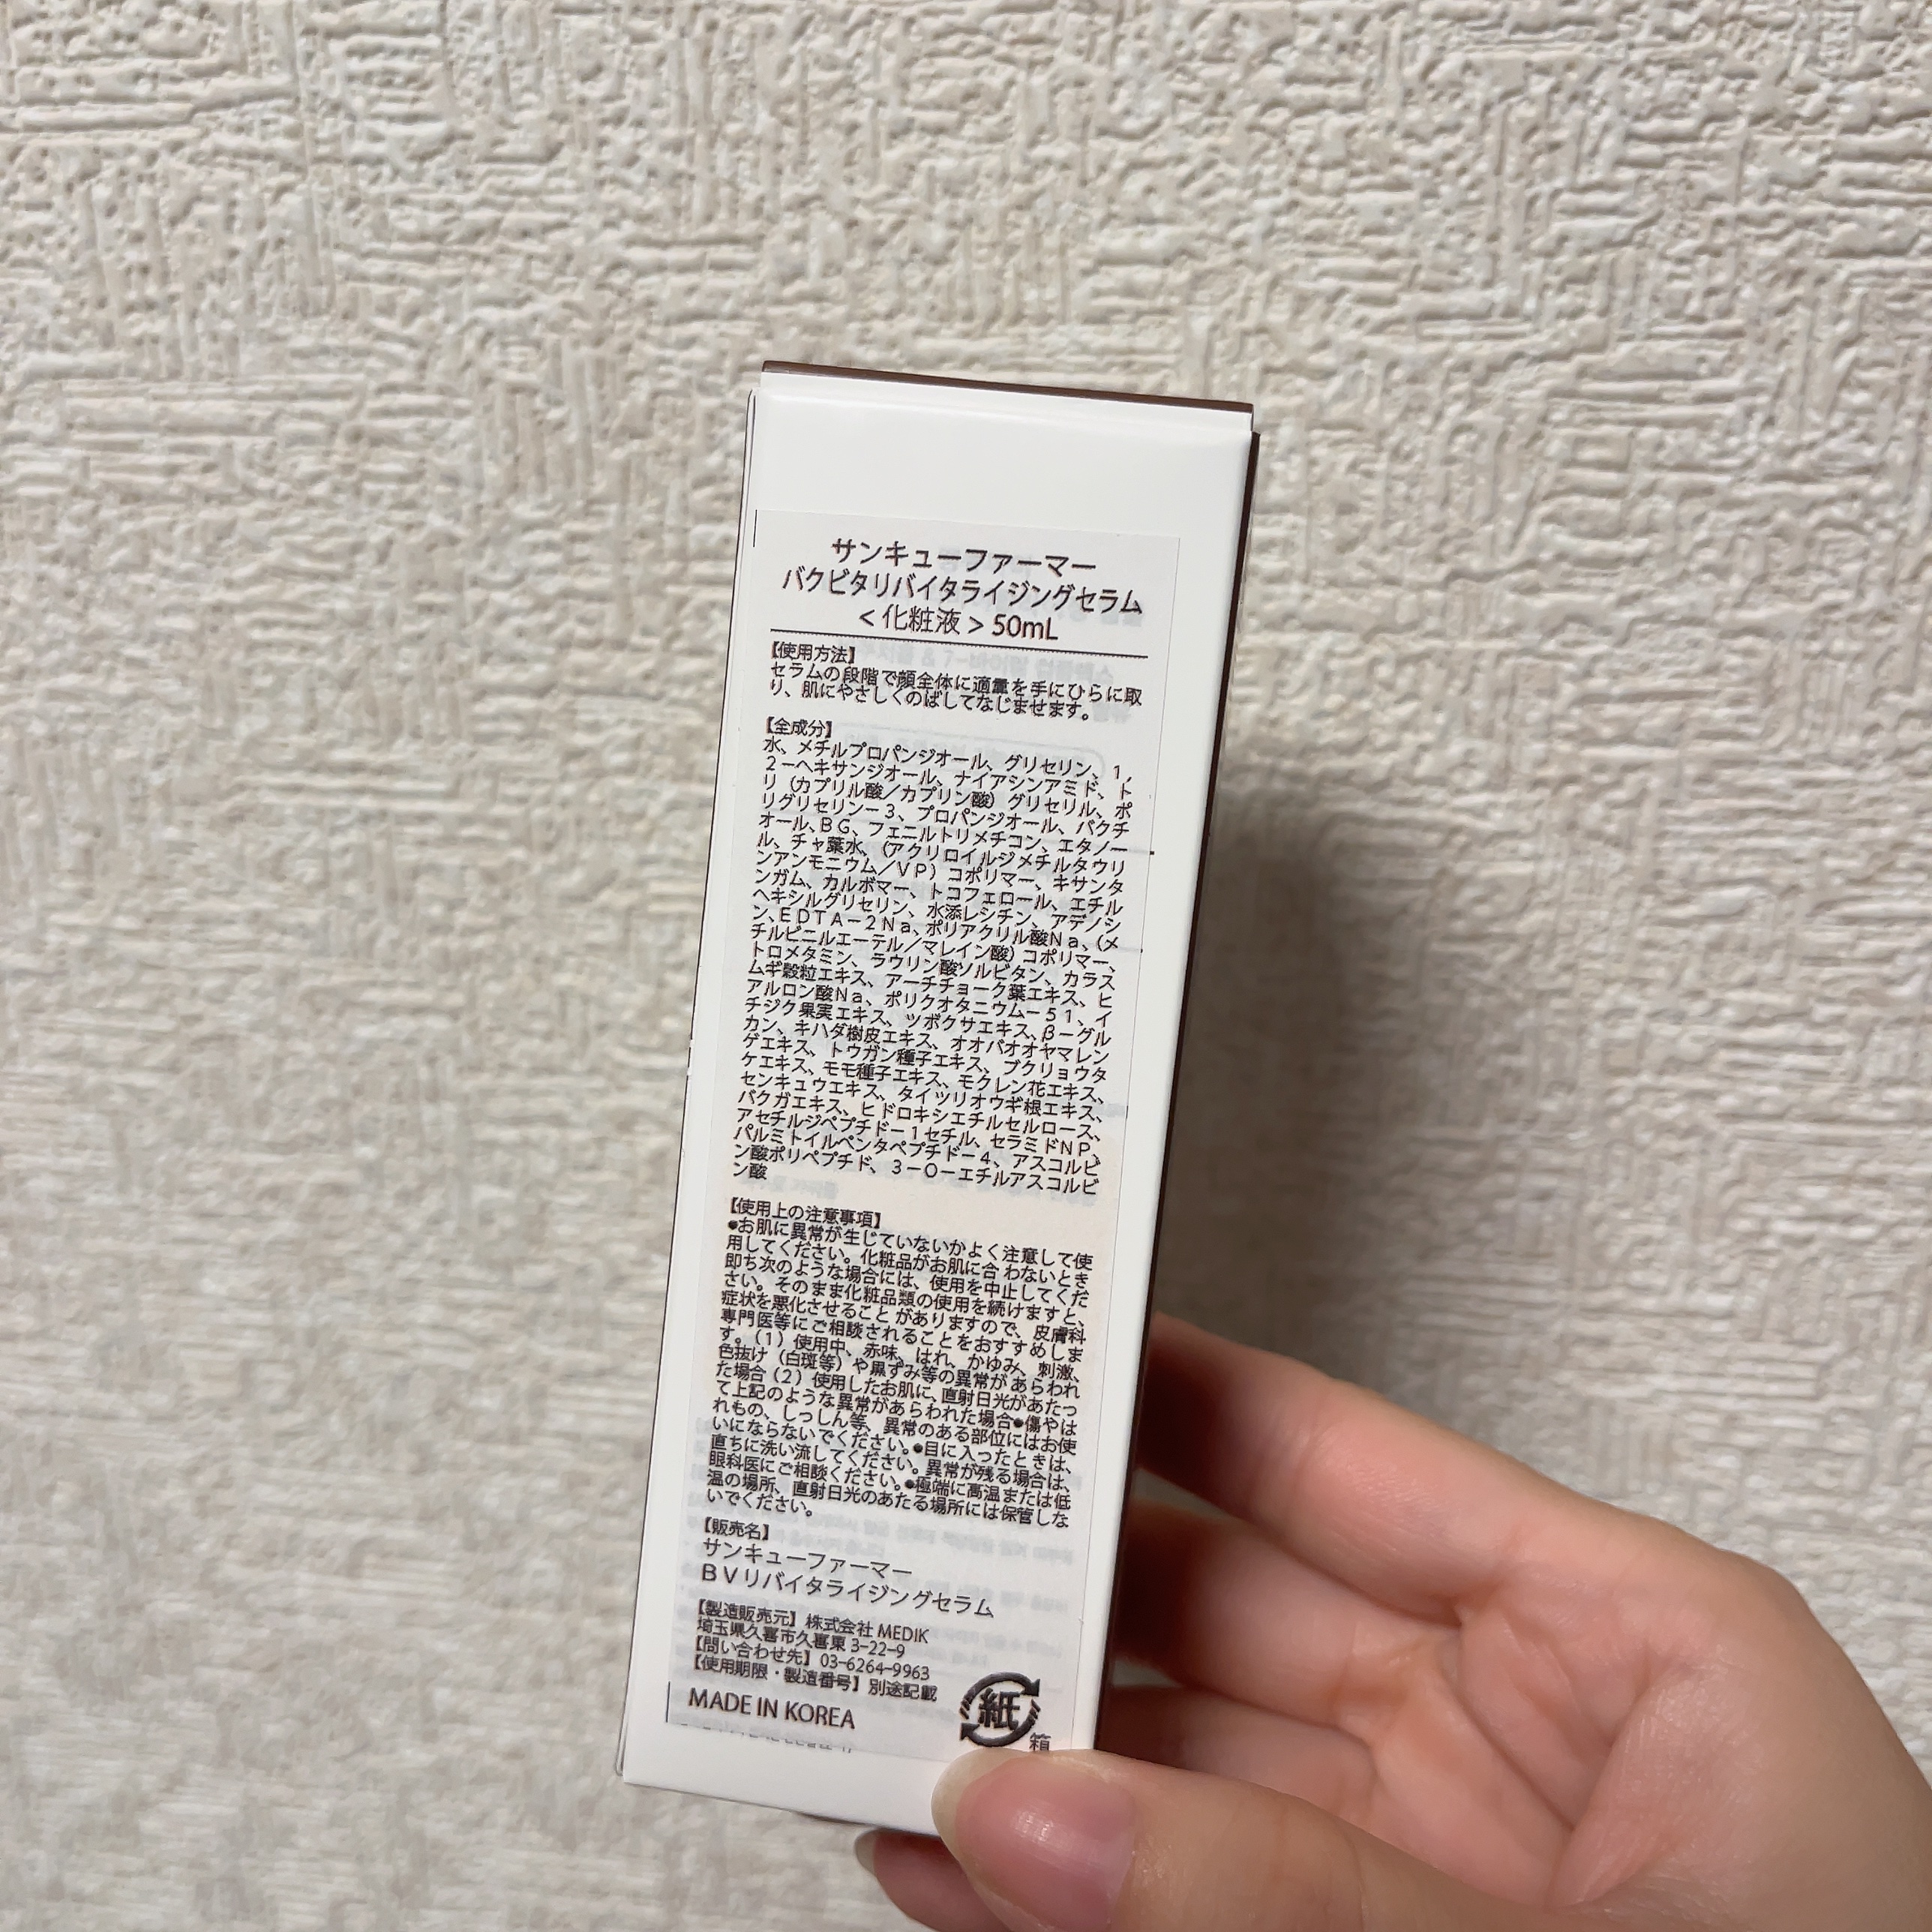 サンキューファーマー
バクビタリバイタライジングセラム
<化粧液> 50mL
【使用方法】
セラムの段階で顔全体に適量を手にひらに取
り、肌にやさしくのばしてなじませます。
【全成分】
水、メチルプロパンジオール、グリセリン、1,
2－ヘキサンジオール、ナイアシンアミド、ト
リ（カプリル酸／カプリン酸）グリセリル、ポ
リグリセリン－3、プロパンジオール、バクチ
オール、BG、フェニルトリメチコン、エタノー
ル、チャ葉水、（アクリロイルジメチルタウリ
ンアンモニウム／VP）コポリマー、キサンタ
ンガム、カルボマー、トコフェロール、エチル
ヘキシルグリセリン、水添レシチン、アデノシ
ン、EDTA－2Na、ポリアクリル酸Na、（メ
チルビニルエーテル／マレイン酸）コポリマー、
トロメタミン、ラウリン酸ソルビタン、カラス
ムギ穀粒エキス、アーチチョーク葉エキス、ヒ
アルロン酸Na、ポリクオタニウム－51、イ
チジク果実エキス、ツボクサエキス、β－グル
カン、キハダ樹皮エキス、オオバオオヤマレン
ゲエキス、トウガン種子エキス、ブクリョウタ
ケエキス、モモ種子エキス、モクレン花エキス、
センキュウエキス、タイツリオウギ根エキス、
バクガエキス、ヒドロキシエチルセルロース、
アセチルジペプチド－1セチル、セラミドNP、
パルミトイルペンタペプチド－4、アスコルビ
ン酸ポリペプチド、3－O－エチルアスコルビ
ン酸
【使用上の注意事項】
●お肌に異常が生じていないかよく注意して使
用してください。化粧品がお肌に合わないとき
即ち次のような場合には、使用を中止してくだ
さい。そのまま化粧品類の使用を続けますと、
症状を悪化させることがありますので、皮膚科
専門医等にご相談されることをおすすめしま
す。（1）使用中、赤味、はれ、かゆみ、刺激、
色抜け（白斑等）や黒ずみ等の異常があらわれ
た場合（2）使用したお肌に、直射日光があたっ
て上記のような異常があらわれた場合●傷やは
れもの、しっしん等、異常のある部位にはお使
いにならないでください。●目に入ったときは、
直ちに洗い流してください。異常が残る場合は、
眼科医にご相談ください。●極端に高温または低
温の場所、直射日光のあたる場所には保管しな
いでください。
【販売名】
サンキューファーマー
BVリバイタライジングセラム
【製造販売元】株式会社 MEDIK
埼玉県久喜市久喜東 3-22-9
【問い合わせ先】03-6264-9963
【使用期限・製造番号】別途記載
MADE IN KOREA
紙
箱